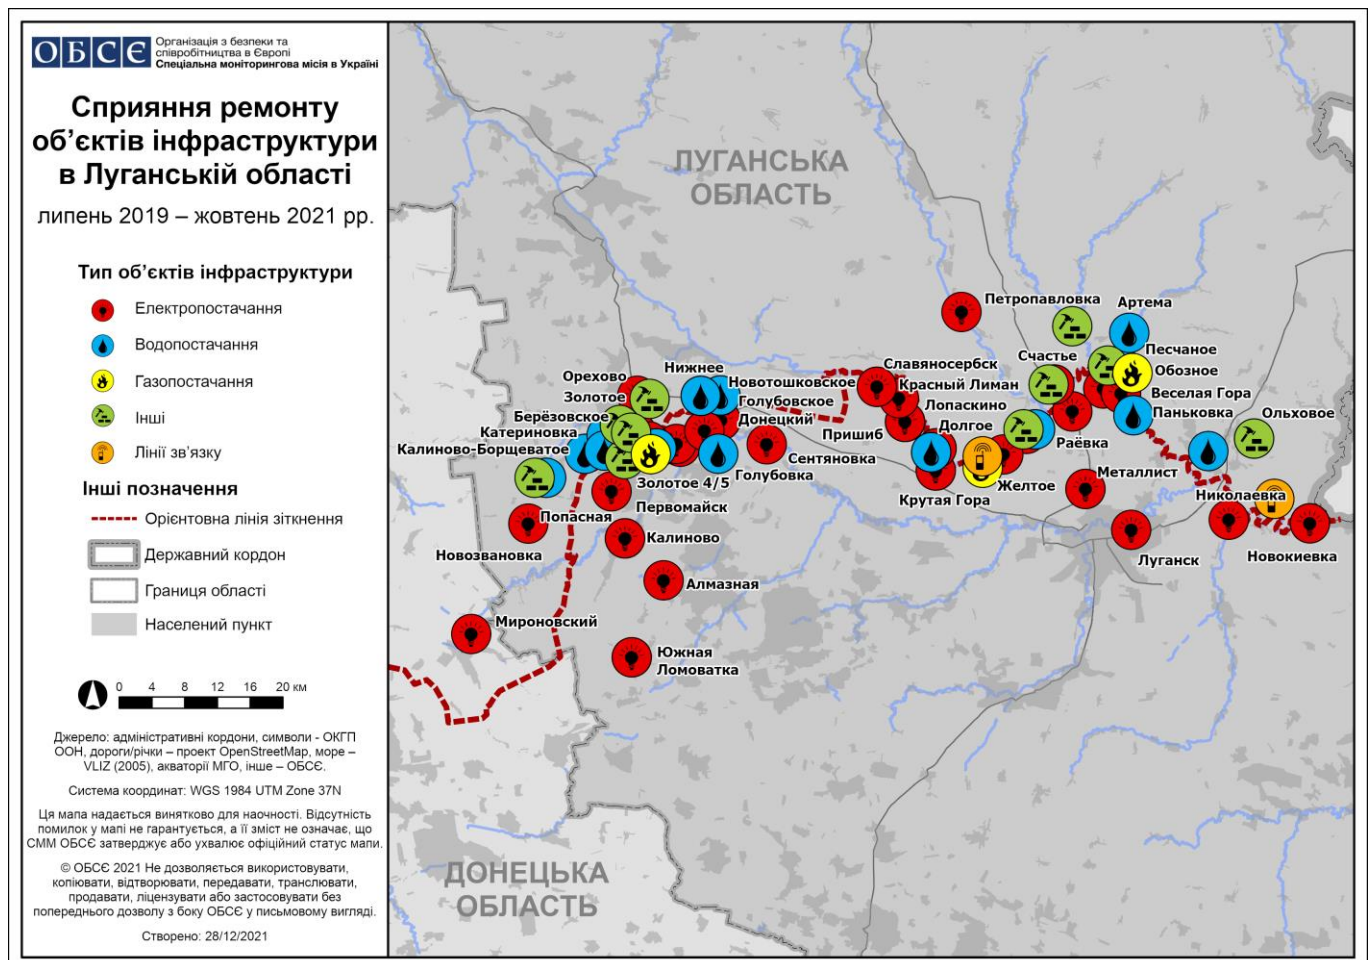 ОБСЄ
Організація з безпеки та
співробітництва в Європі
Спеціальна моніторингова місія в Україні
Сприяння ремонту
об’єктів інфраструктури
в Луганській області
липень 2019 – жовтень 2021 рр.
Тип об’єктів інфраструктури
Електропостачання
Водопостачання
Газопостачання
Інші
Лінії зв’язку
Інші позначення
Орієнтовна лінія зіткнення
Державний кордон
Границя області
Населений пункт
0 4 8 12 16 20 км
Джерело: адміністративні кордони, символи - ОКГП
ООН, дороги/річки – проект OpenStreetMap, море –
VLIZ (2005), акваторії МГО, інше – ОБСЄ.
Система координат: WGS 1984 UTM Zone 37N
Ця мапа надається винятково для наочності. Відсутність
помилок у мапі не гарантується, а її зміст не означає, що
СММ ОБСЄ затверджує або ухвалює офіційний статус мапи.
© ОБСЄ 2021 Не дозволяється використовувати,
копіювати, відтворювати, передавати, транслювати,
продавати, ліцензувати або застосовувати без
попереднього дозволу з боку ОБСЄ у письмовому вигляді.
Створено: 28/12/2021
ЛУГАНСЬКА
ОБЛАСТЬ
Петропавловка
Артема
Счастье
Песчаное
Обозное
Веселая Гора
Паньковка
Ольховое
Раёвка
Металлист
Николаевка
Луганск
Новокиевка
Славяносербск
Красный Лиман
Лопаскино
Пришиб
Долгое
Желтое
Крутая Гора
Орехово
Золотое
Нижнее
Новотошковское
Голубовское
Берёзовское
Катериновка
Донецкий
Калиново-Борщеватое
Сентяновка
Золотое 4/5
Голубовка
Первомайск
Попасная
Калиново
Новозвановка
Алмазная
Мироновский
Южная
Ломоватка
ДОНЕЦЬКА
ОБЛАСТЬ